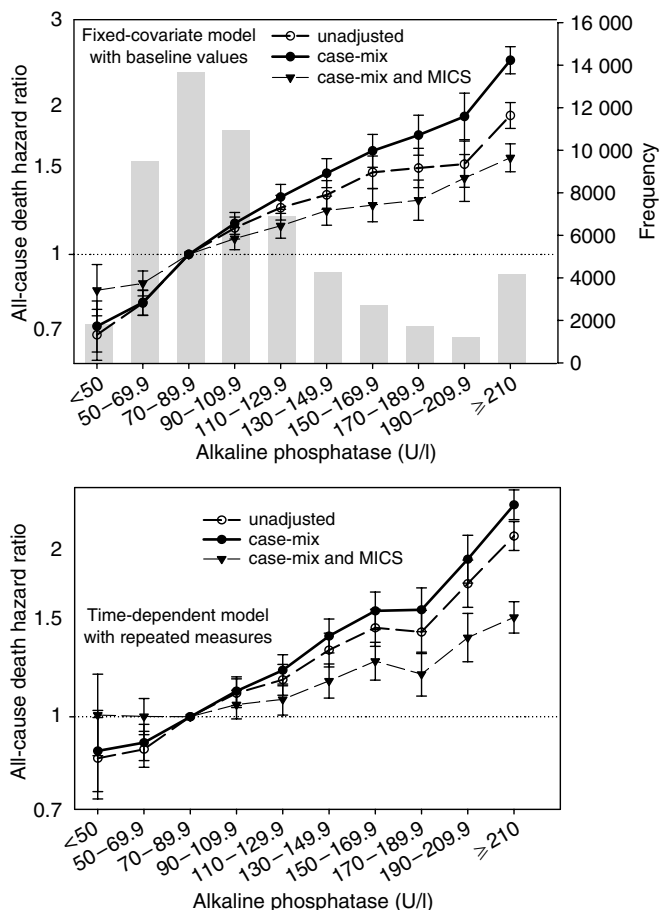 3
2
1.5
1
0.7
All-cause death hazard ratio
Fixed-covariate model
with baseline values
unadjusted
case-mix
case-mix and MICS
16 000
14 000
12 000
10 000
8000
6000
4000
2000
0
Frequency
<50
50–69.9
70–89.9
90–109.9
110–129.9
130–149.9
150–169.9
170–189.9
190–209.9
⩾210
Alkaline phosphatase (U/l)
2
1.5
1
0.7
All-cause death hazard ratio
unadjusted
case-mix
case-mix and MICS
Time-dependent model
with repeated measures
<50
50–69.9
70–89.9
90–109.9
110–129.9
130–149.9
150–169.9
170–189.9
190–209.9
⩾210
Alkaline phosphatase (U/l)